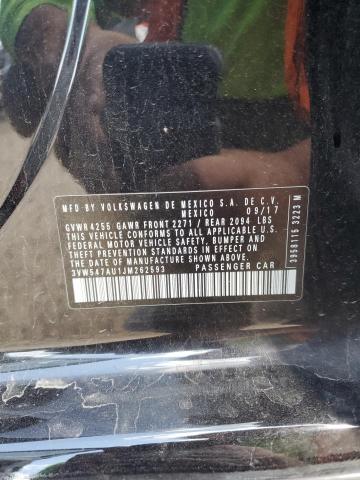 MFD BY VOLKSWAGEN DE MEXICO S.A. DE C.V.
MEXICO 09/17
GVWR 4255 GAWR FRONT 2271 / REAR 2094 LBS
THIS VEHICLE CONFORMS TO ALL APPLICABLE U.S.
FEDERAL MOTOR VEHICLE SAFETY, BUMPER AND
THEFT PREVENTION STANDARDS IN EFFECT ON
THE DATE OF MANUFACTURE SHOWN ABOVE.
3VW547AU1JM262593 PASSENGER CAR
3958115 3223 M